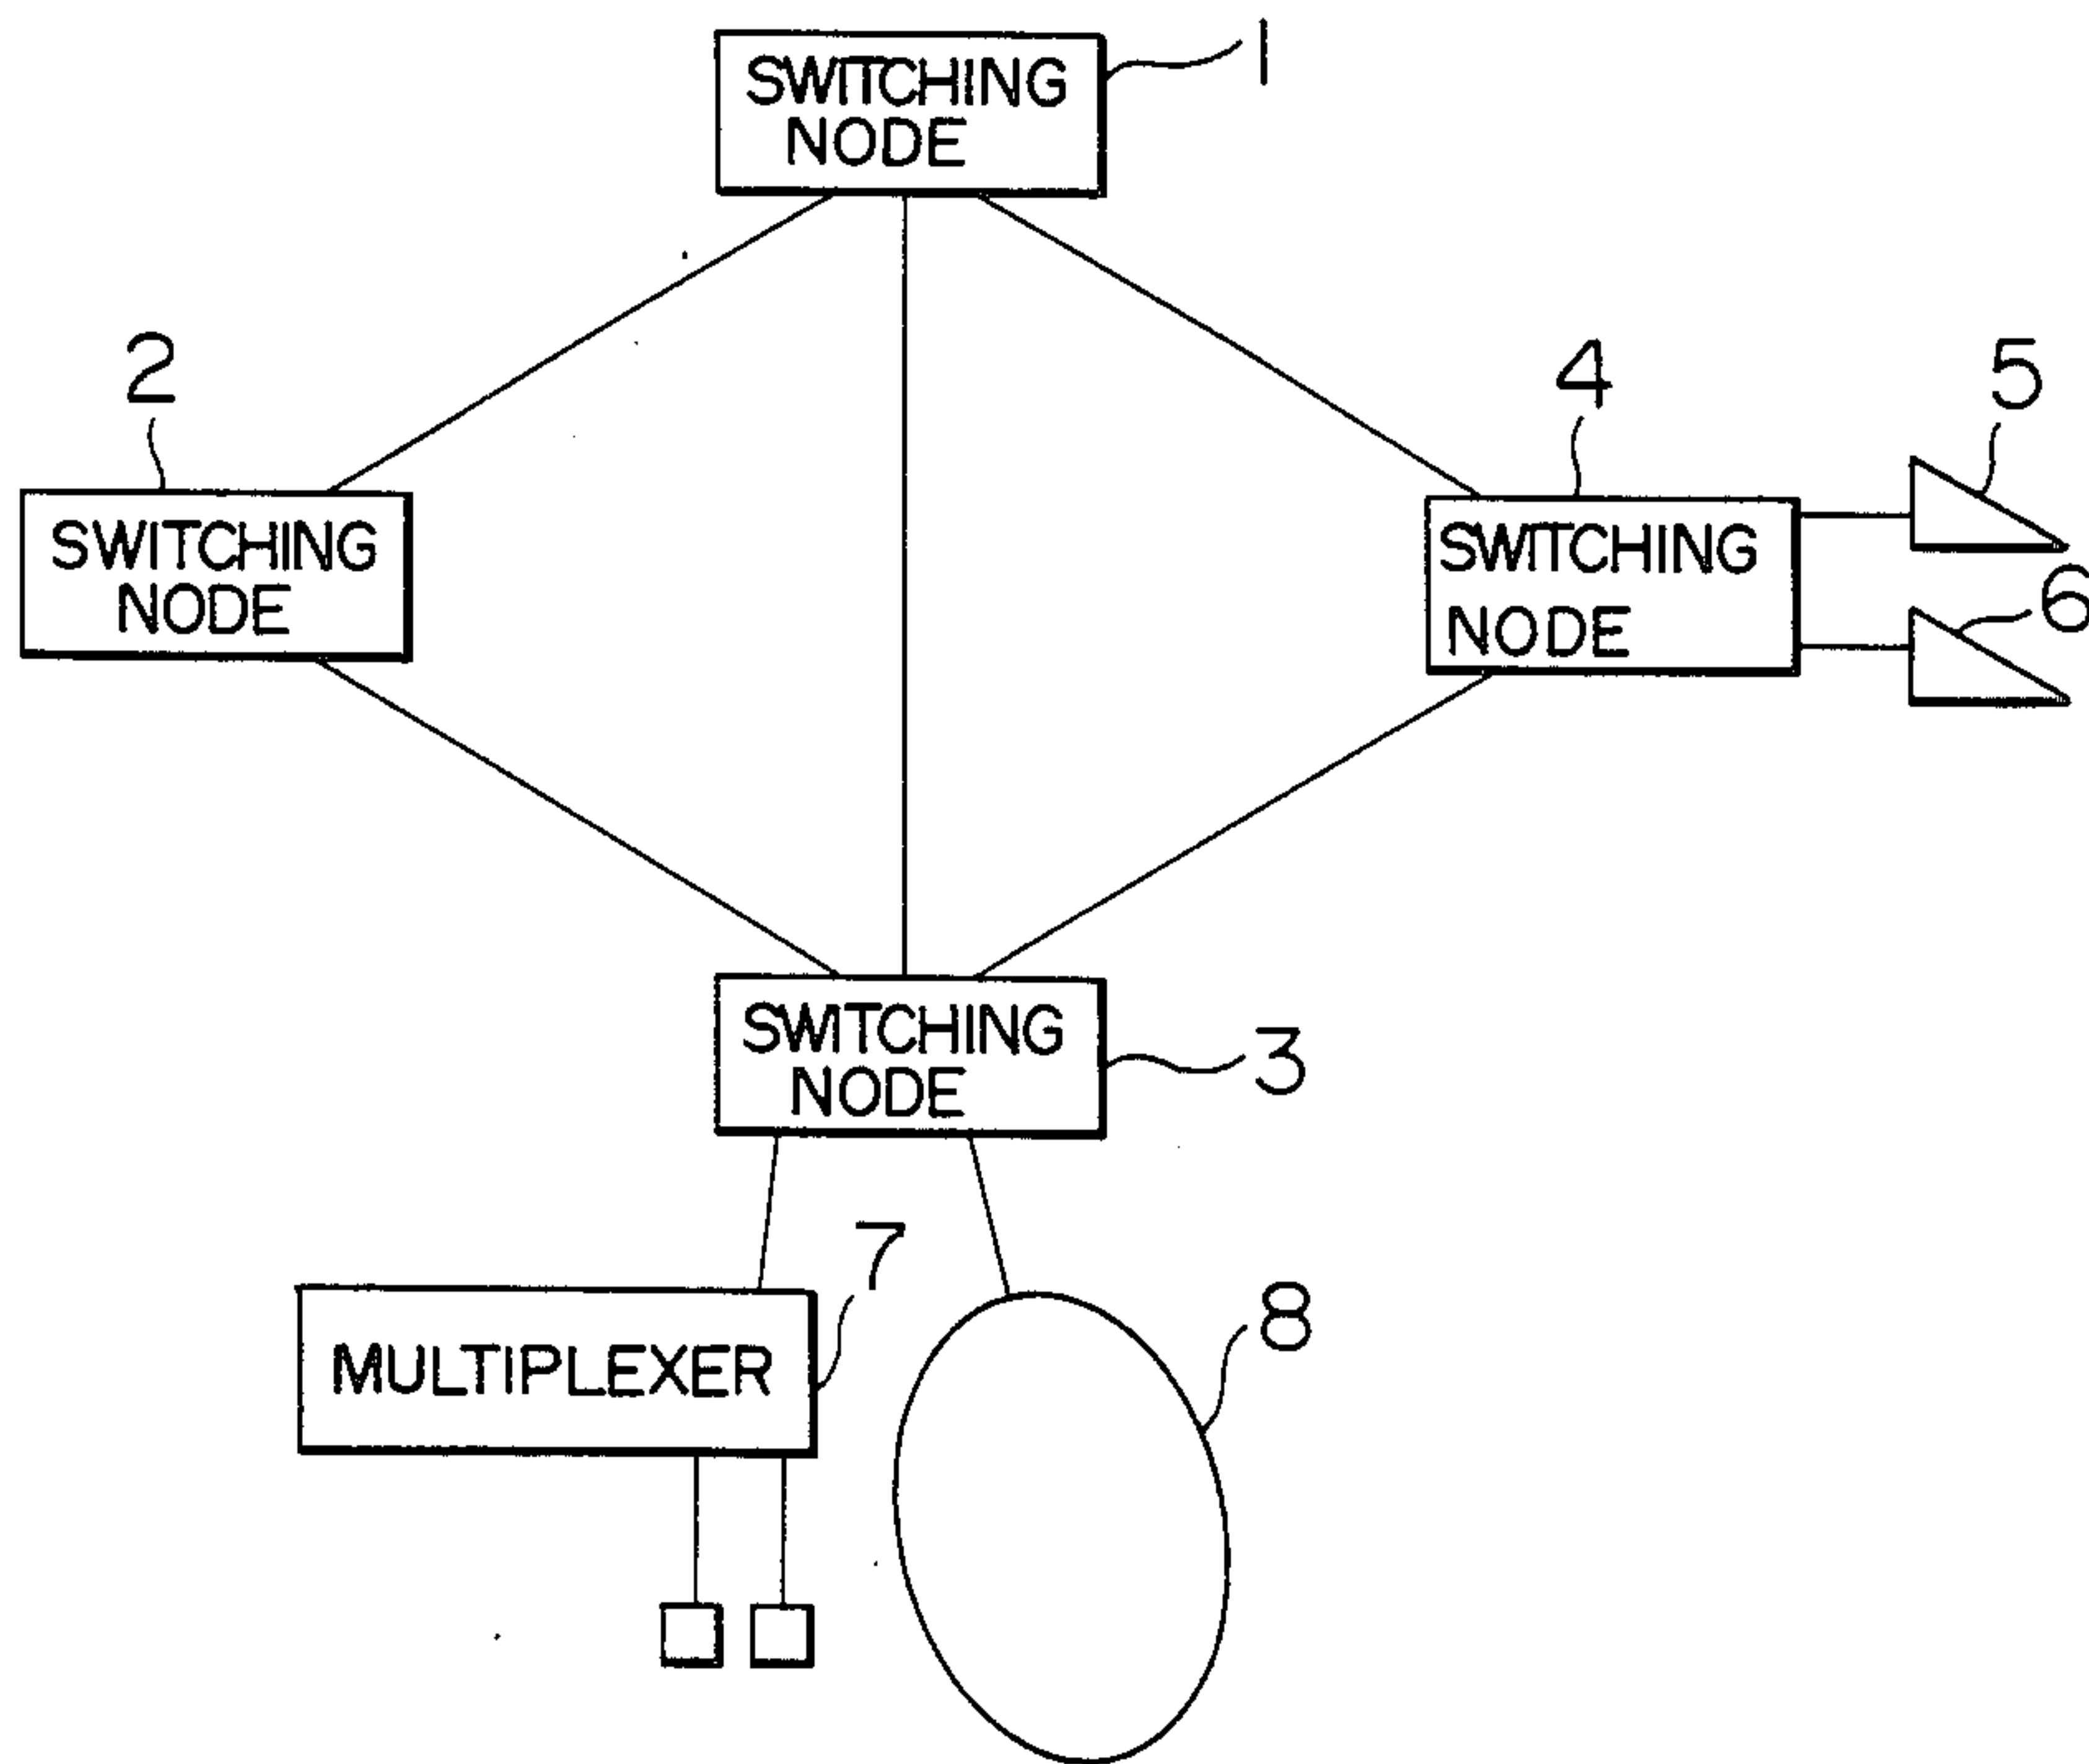 SWITCHING
NODE
1
2
4
5
SWITCHING
NODE
SWITCHING
NODE
6
SWITCHING
NODE
3
7
8
MULTIPLEXER